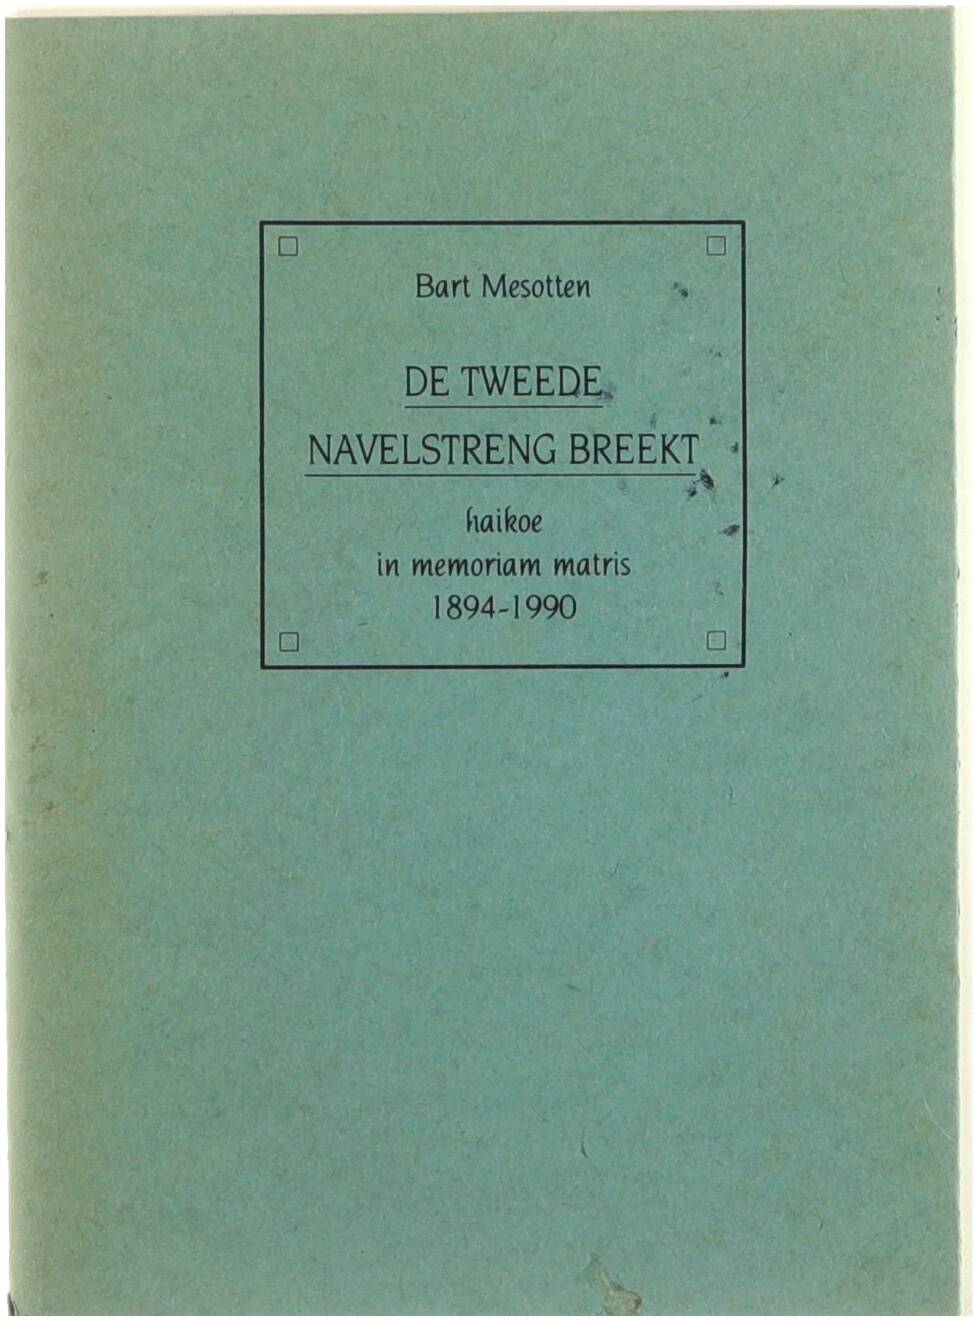 Bart Mesotten
DE TWEEDE
NAVELSTRENG BREEKT
haikoe
in memoriam matris
1894-1990